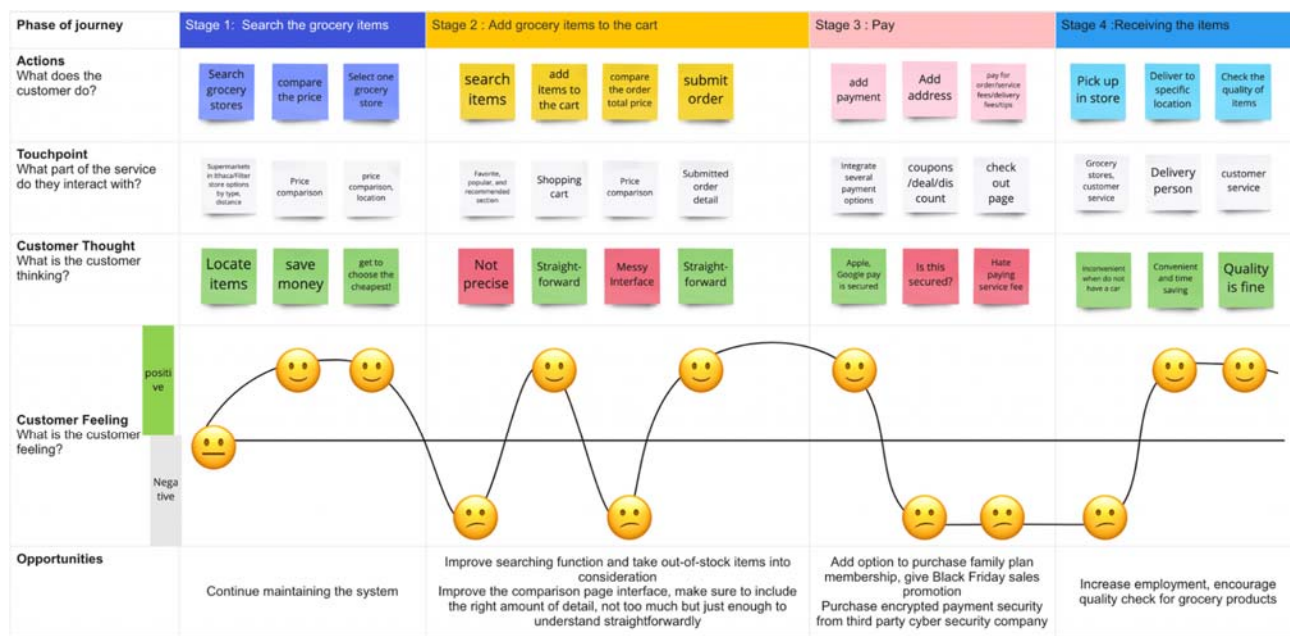 Phase of journey
Stage 1: Search the grocery items
Stage 2 : Add grocery items to the cart
Stage 3 : Pay
Stage 4 :Receiving the items
Actions
What does the
customer do?
Search
grocery
stores
compare
the price
Select one
grocery
store
search
items
add
items to
the cart
compare
the order
total price
submit
order
add
payment
Add
address
pay for
order/service
fees/delivery
fees/tips
Pick up
in store
Deliver to
specific
location
Check the
quality of
items
Touchpoint
What part of the service
do they interact with?
Supermarkets
in Ithaca/Filter
store options
by type,
distance
Price
comparison
price
comparison,
location
Favorite,
popular, and
recommended
section
Shopping
cart
Price
comparison
Submitted
order
detail
Integrate
several
payment
options
coupons
/deal/dis
count
check
out
page
Grocery
stores,
customer
service
Delivery
person
customer
service
Customer Thought
What is the customer
thinking?
Locate
items
save
money
get to
choose the
cheapest!
Not
precise
Straight-
forward
Messy
Interface
Straight-
forward
Apple,
Google pay
is secured
Is this
secured?
Hate
paying
service fee
Inconvenient
when do not
have a car
Convenient
and time
saving
Quality
is fine
positi
ve
Customer Feeling
What is the customer
feeling?
Nega
tive
Opportunities
Continue maintaining the system
Improve searching function and take out-of-stock items into
consideration
Improve the comparison page interface, make sure to include
the right amount of detail, not too much but just enough to
understand straightforwardly
Add option to purchase family plan
membership, give Black Friday sales
promotion
Purchase encrypted payment security
from third party cyber security company
Increase employment, encourage
quality check for grocery products